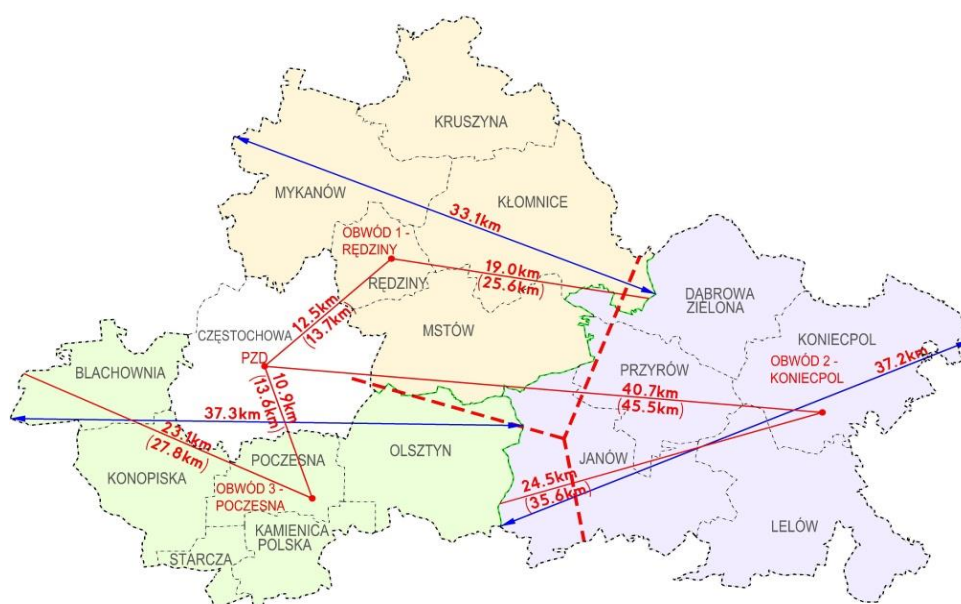 KRUSZYNA
MYKANÓW
KŁOMNICE
33.1km
OBWÓD 1 -
RĘDZINY
19.0km
(25.6km)
RĘDZINY
DĄBROWA
ZIELONA
12.5km
(13.7km)
MSTÓW
CZĘSTOCHOWA
KONIECPOL
PZD
PRZYRÓW
OBWÓD 2 -
KONIECPOL
37.2km
BLACHOWNIA
10.9km
(13.6km)
40.7km
(45.5km)
37.3km
23.1km
(27.8km)
OLSZTYN
POCZESNA
JANÓW
KONOPISKA
24.5km
(35.6km)
OBWÓD 3 -
POCZESNA
LELÓW
KAMIENICA
POLSKA
STARCZA